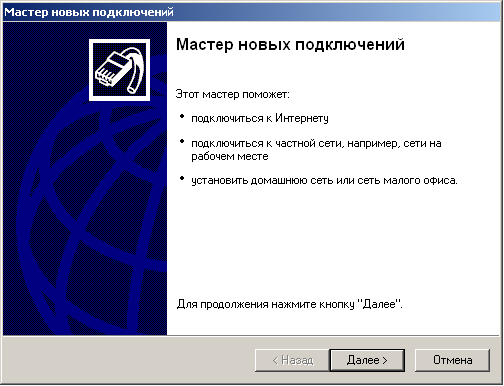 Мастер новых подключений
Мастер новых подключений
Этот мастер поможет:
• подключиться к Интернету
• подключиться к частной сети, например, сети на
рабочем месте
• установить домашнюю сеть или сеть малого офиса.
Для продолжения нажмите кнопку "Далее".
< Назад
Далее >
Отмена